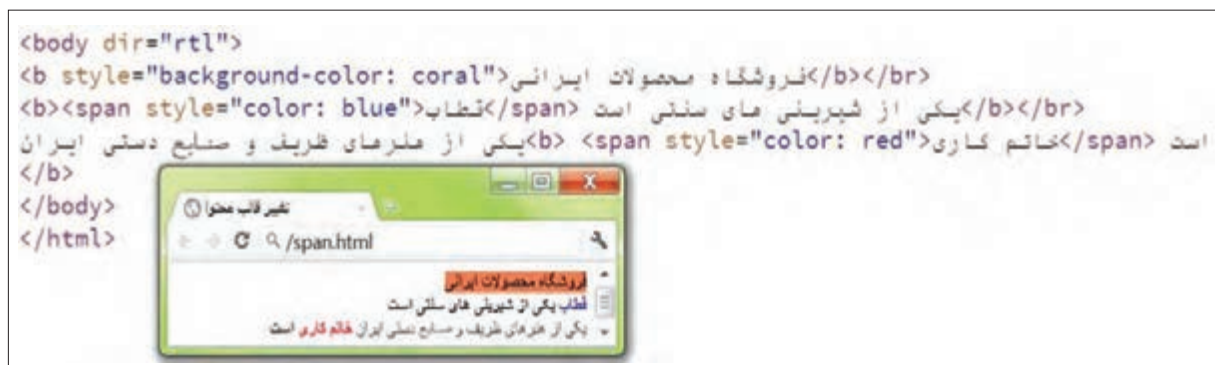 <body dir="rtl">
<b style="background-color: coral">فروشگاه محصولات ایرانی</b></br>
<b><span style="color: blue">قطاب</span> یکی از شیرینی های سنتی است</b></br>
یکی از هنرهای ظریف و صنایع دستی ایران<b> <span style="color: red">خاتم کاری</span> است
</b>
</body>
</html>
تغییر قاب محتوا
/span.html
فروشگاه محصولات ایرانی
قطاب یکی از شیرینی های سنتی است
یکی از هنرهای ظریف و صنایع دستی ایران خاتم کاری است